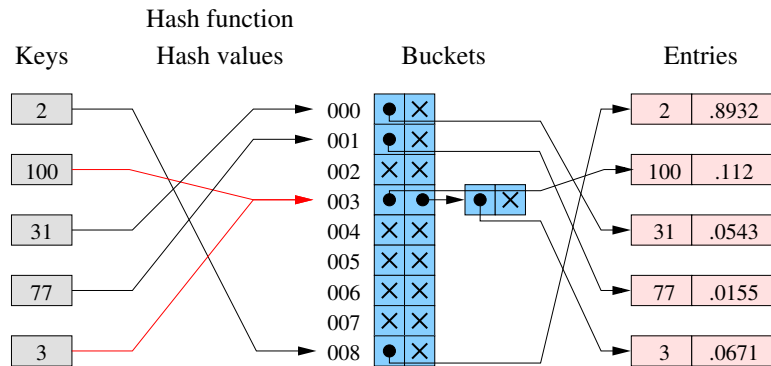 Hash function
Keys Hash values Buckets Entries
2 000 2 .8932
001
100 002 100 .112
003
31 004 31 .0543
005
77 006 77 .0155
007
3 008 3 .0671